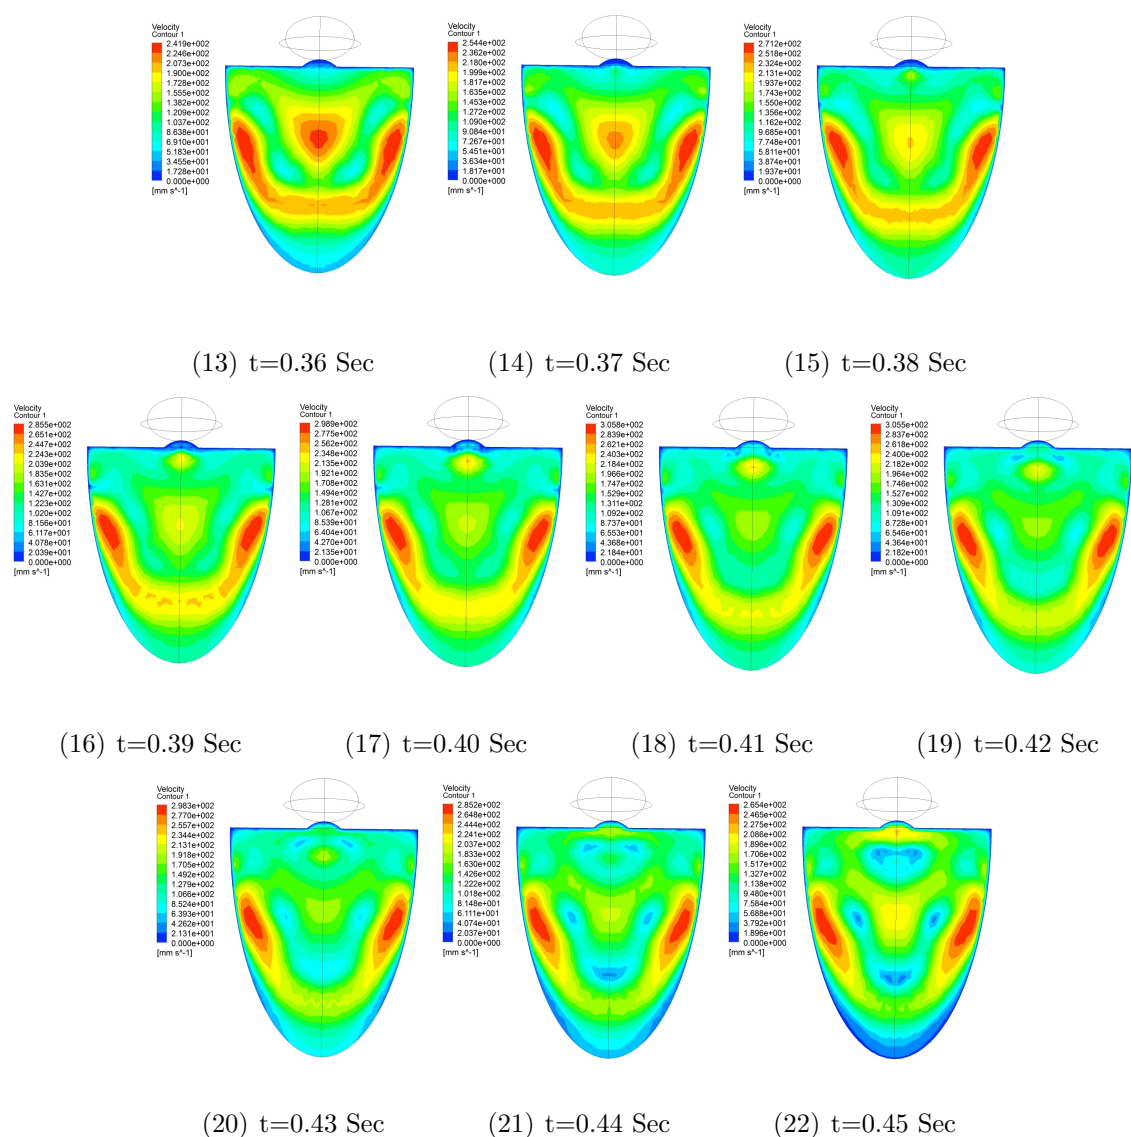 Velocity
Contour 1
2.419e+002
2.246e+002
2.073e+002
1.900e+002
1.728e+002
1.555e+002
1.382e+002
1.209e+002
1.037e+002
8.638e+001
6.910e+001
5.183e+001
3.455e+001
1.728e+001
0.000e+000
[mm s^-1]
Velocity
Contour 1
2.544e+002
2.362e+002
2.180e+002
1.999e+002
1.817e+002
1.635e+002
1.453e+002
1.272e+002
1.090e+002
9.084e+001
7.267e+001
5.451e+001
3.634e+001
1.817e+001
0.000e+000
[mm s^-1]
Velocity
Contour 1
2.712e+002
2.518e+002
2.324e+002
2.131e+002
1.937e+002
1.743e+002
1.550e+002
1.356e+002
1.162e+002
9.685e+001
7.748e+001
5.811e+001
3.874e+001
1.937e+001
0.000e+000
[mm s^-1]
(13) t=0.36 Sec
(14) t=0.37 Sec
(15) t=0.38 Sec
Velocity
Contour 1
2.855e+002
2.651e+002
2.447e+002
2.243e+002
2.039e+002
1.835e+002
1.631e+002
1.427e+002
1.223e+002
1.020e+002
8.156e+001
6.117e+001
4.078e+001
2.039e+001
0.000e+000
[mm s^-1]
Velocity
Contour 1
2.989e+002
2.775e+002
2.562e+002
2.348e+002
2.135e+002
1.921e+002
1.708e+002
1.494e+002
1.281e+002
1.067e+002
8.539e+001
6.404e+001
4.270e+001
2.135e+001
0.000e+000
[mm s^-1]
Velocity
Contour 1
3.058e+002
2.839e+002
2.621e+002
2.403e+002
2.184e+002
1.966e+002
1.747e+002
1.529e+002
1.311e+002
1.092e+002
8.737e+001
6.553e+001
4.368e+001
2.184e+001
0.000e+000
[mm s^-1]
Velocity
Contour 1
3.055e+002
2.837e+002
2.618e+002
2.400e+002
2.182e+002
1.964e+002
1.746e+002
1.527e+002
1.309e+002
1.091e+002
8.728e+001
6.546e+001
4.364e+001
2.182e+001
0.000e+000
[mm s^-1]
(16) t=0.39 Sec
(17) t=0.40 Sec
(18) t=0.41 Sec
(19) t=0.42 Sec
Velocity
Contour 1
2.983e+002
2.770e+002
2.557e+002
2.344e+002
2.131e+002
1.918e+002
1.705e+002
1.492e+002
1.279e+002
1.066e+002
8.524e+001
6.393e+001
4.262e+001
2.131e+001
0.000e+000
[mm s^-1]
Velocity
Contour 1
2.852e+002
2.648e+002
2.444e+002
2.241e+002
2.037e+002
1.833e+002
1.630e+002
1.426e+002
1.222e+002
1.018e+002
8.148e+001
6.111e+001
4.074e+001
2.037e+001
0.000e+000
[mm s^-1]
Velocity
Contour 1
2.654e+002
2.465e+002
2.275e+002
2.086e+002
1.896e+002
1.706e+002
1.517e+002
1.327e+002
1.138e+002
9.480e+001
7.584e+001
5.688e+001
3.792e+001
1.896e+001
0.000e+000
[mm s^-1]
(20) t=0.43 Sec
(21) t=0.44 Sec
(22) t=0.45 Sec